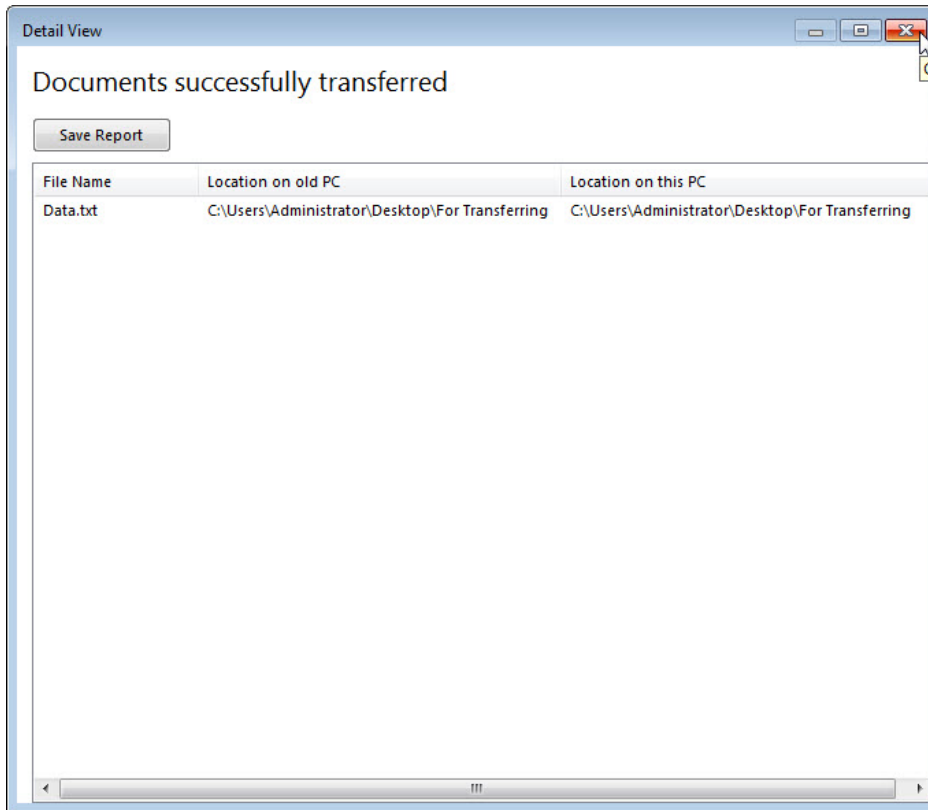 Detail View
Documents successfully transferred
Save Report
File Name Location on old PC Location on this PC
Data.txt C:\Users\Administrator\Desktop\For Transferring C:\Users\Administrator\Desktop\For Transferring